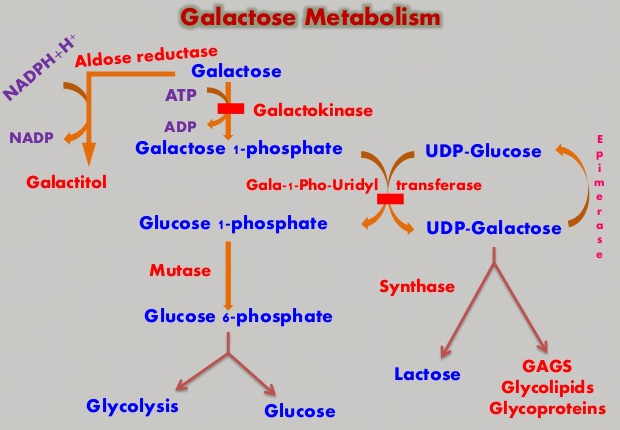 Galactose Metabolism
NADPH+H+
Aldose reductase
Galactose
ATP
Galactokinase
ADP
NADP
Galactose 1-phosphate
UDP-Glucose
Epimerase
Galactitol
Gala-1-Pho-Uridyl transferase
Glucose 1-phosphate
UDP-Galactose
Mutase
Synthase
Glucose 6-phosphate
Lactose
GAGS
Glycolipids
Glycoproteins
Glycolysis
Glucose